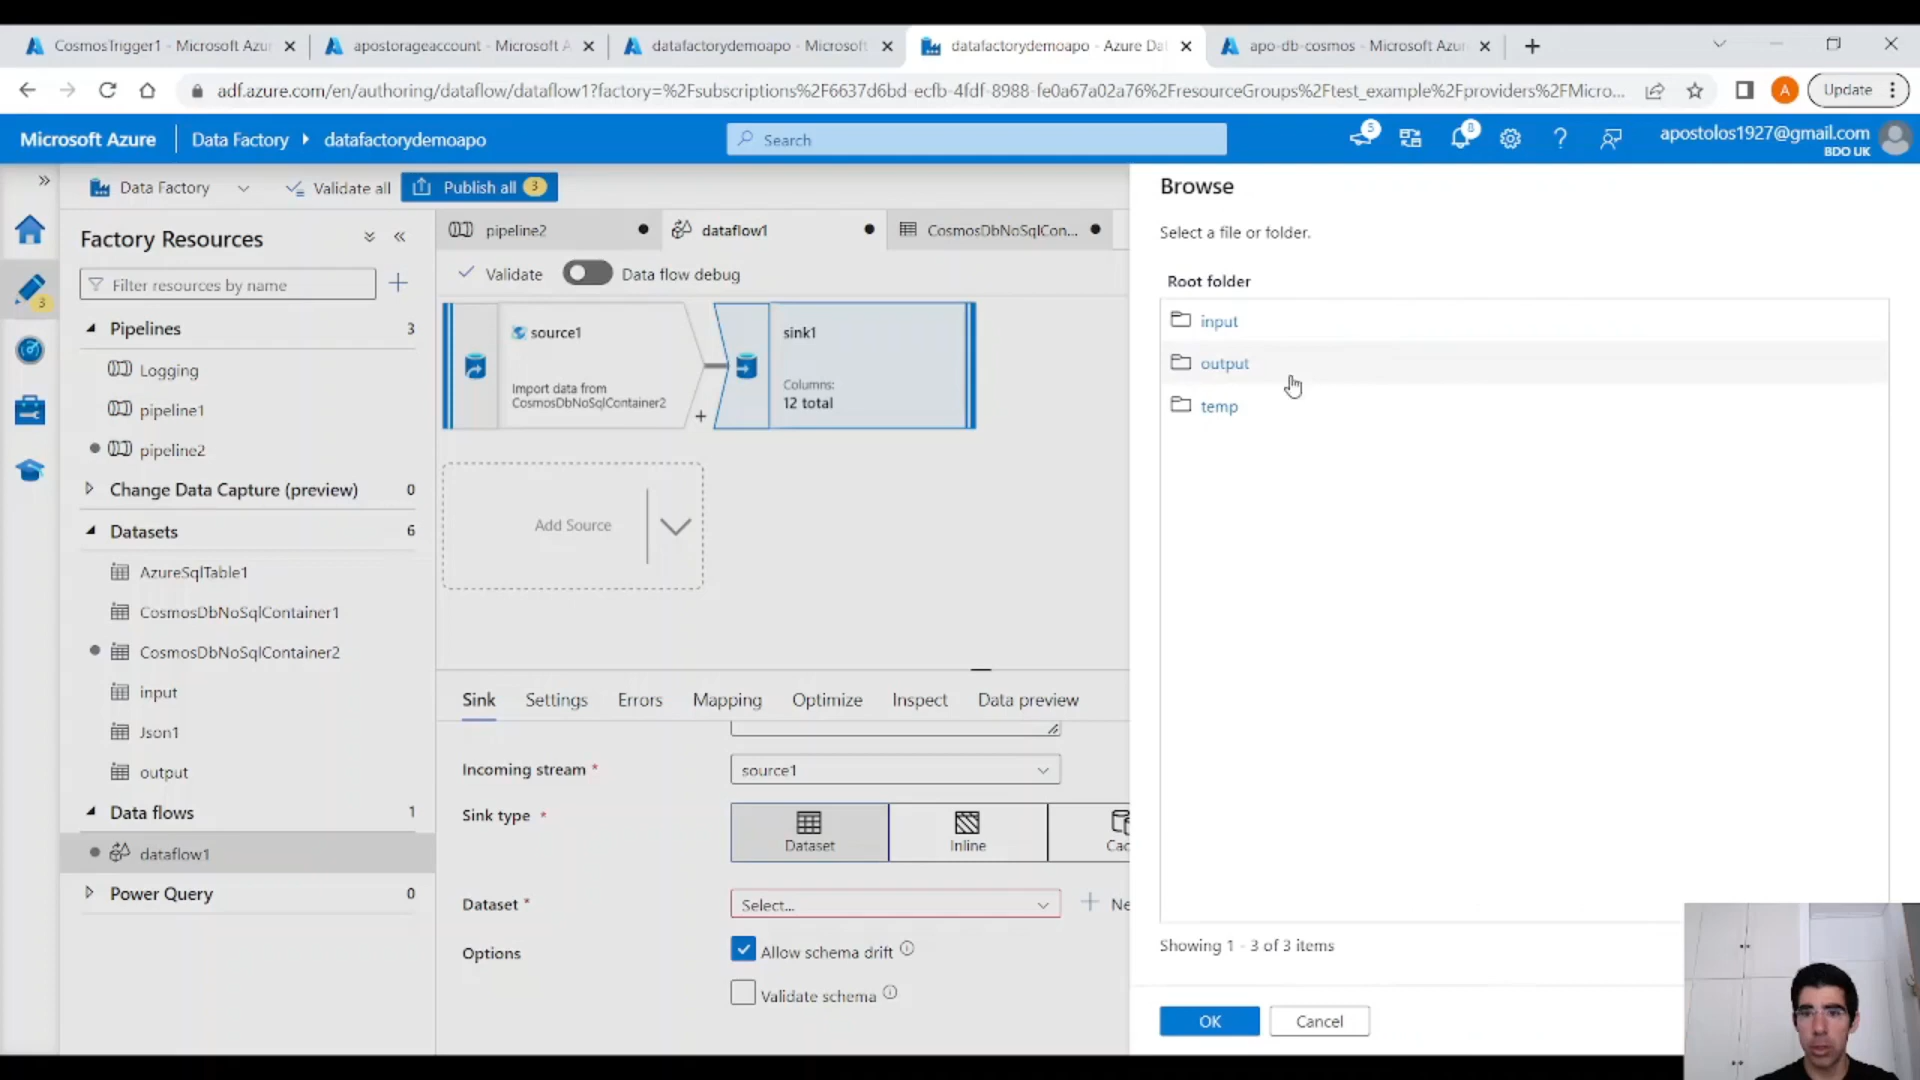 CosmosTrigger1 - Microsoft Azu
apostorageaccount - Microsoft A
datafactorydemoapo - Microsoft
datafactorydemoapo - Azure Dat
apo-db-cosmos - Microsoft Azur
adf.azure.com/en/authoring/dataflow/dataflow1?factory=%2Fsubscriptions%2F6637d6bd-ecfb-4fdf-8988-fe0a67a02a76%2FresourceGroups%2Ftest_example%2Fproviders%2FMicro...
A
Update
Microsoft Azure
Data Factory
datafactorydemoapo
Search
5
8
?
apostolos1927@gmail.com
BDO UK
Data Factory
Validate all
Publish all 3
3
Factory Resources
Filter resources by name
Pipelines 3
Logging
pipeline1
pipeline2
Change Data Capture (preview) 0
Datasets 6
AzureSqlTable1
CosmosDbNoSqlContainer1
CosmosDbNoSqlContainer2
input
Json1
output
Data flows 1
dataflow1
Power Query 0
pipeline2
dataflow1
CosmosDbNoSqlCon...
Validate
Data flow debug
source1
Import data from
CosmosDbNoSqlContainer2
sink1
Columns:
12 total
Add Source
Sink
Settings
Errors
Mapping
Optimize
Inspect
Data preview
Incoming stream *
source1
Sink type *
Dataset
Inline
Cac
Dataset *
Select...
Ne
Options
Allow schema drift
Validate schema
Browse
Select a file or folder.
Root folder
input
output
temp
Showing 1 - 3 of 3 items
OK
Cancel